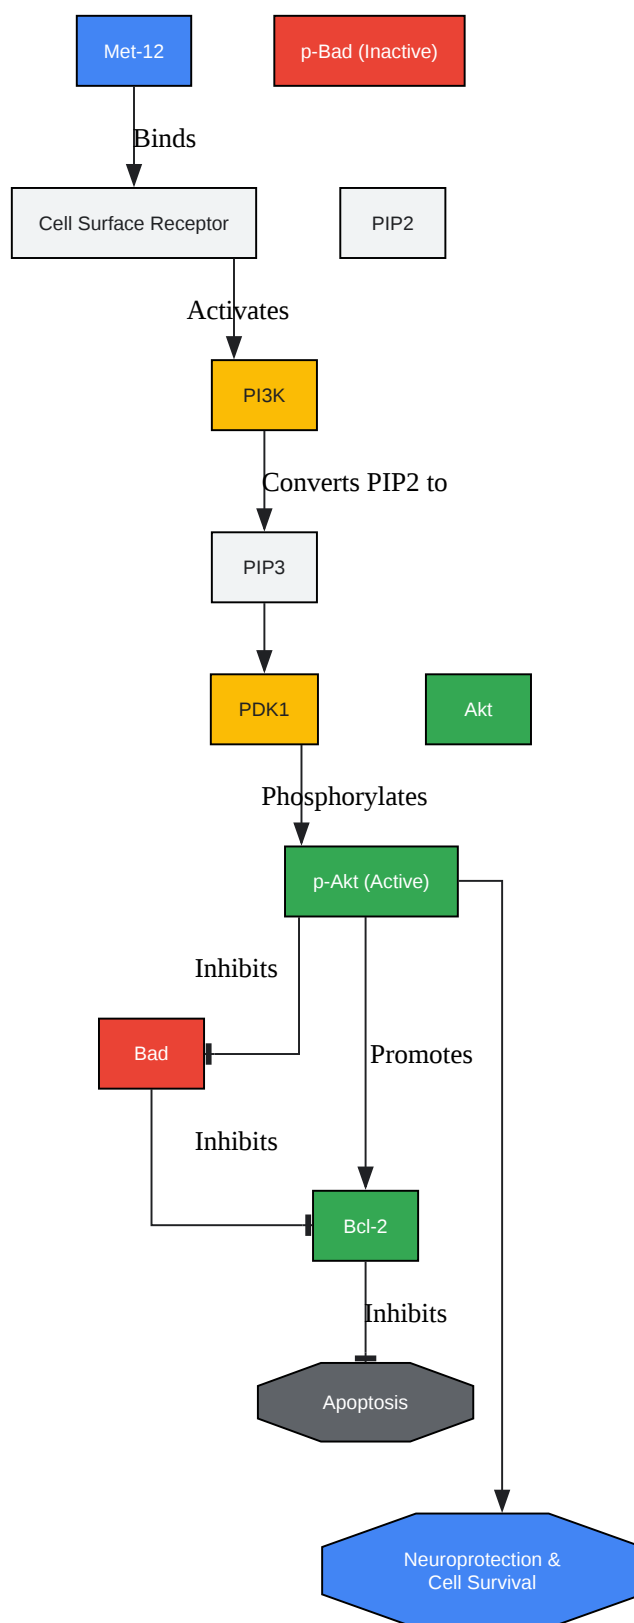 Met-12
p-Bad (Inactive)
Binds
Cell Surface Receptor
PIP2
Activates
PI3K
Converts PIP2 to
PIP3
PDK1
Akt
Phosphorylates
p-Akt (Active)
Inhibits
Bad
Promotes
Inhibits
Bcl-2
Inhibits
Apoptosis
Neuroprotection &
Cell Survival